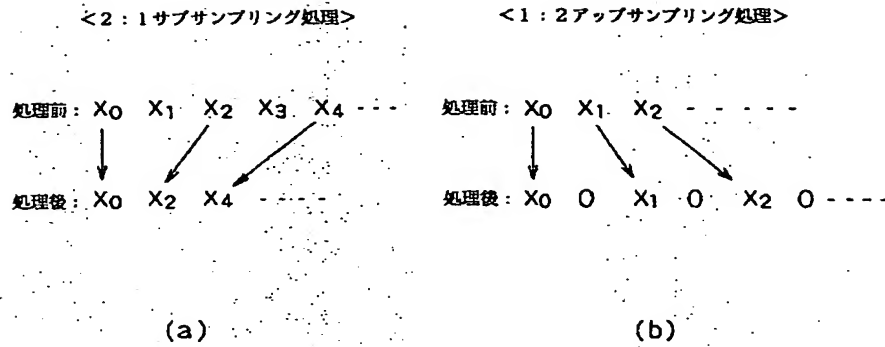 <2:1サブサンプリング処理>
処理前: X0 X1 X2 X3 X4 ---
処理後: X0 X2 X4 -----
(a)
<1:2アップサンプリング処理>
処理前: X0 X1 X2 -----
処理後: X0 0 X1 0 X2 0 ----
(b)